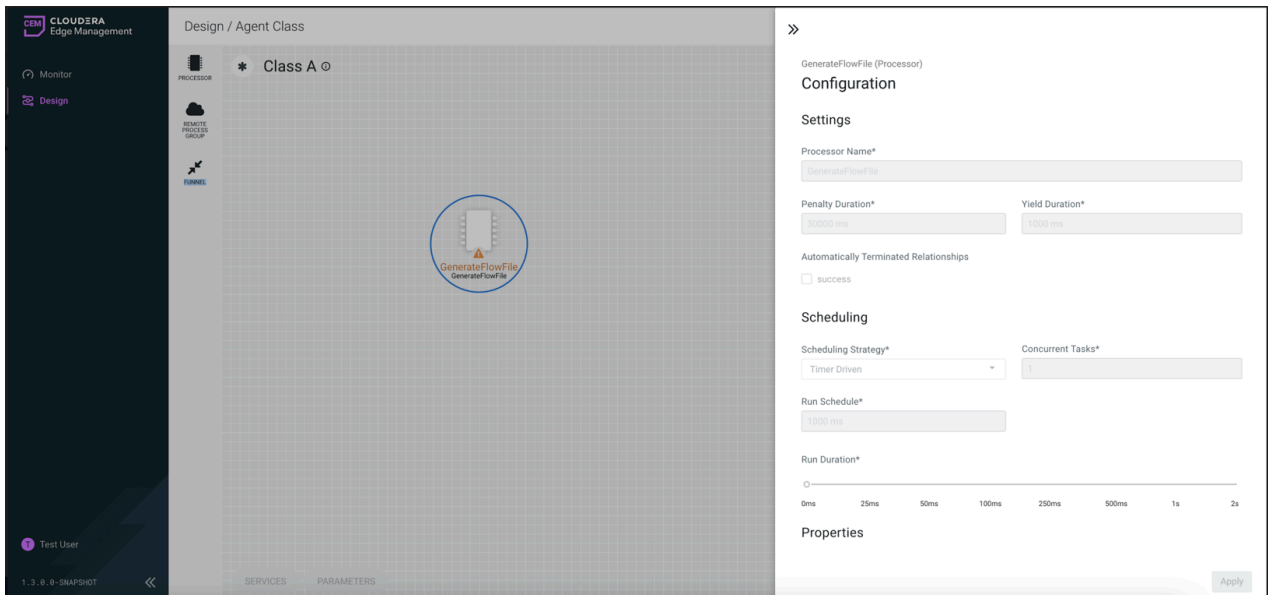 CEM
CLOUDERA
Edge Management
Monitor
Design
T Test User
1.3.0.0-SNAPSHOT
Design / Agent Class
PROCESSOR
REMOTE
PROCESS
GROUP
FUNNEL
Class A
GenerateFlowFile
GenerateFlowFile
SERVICES PARAMETERS
GenerateFlowFile (Processor)
Configuration
Settings
Processor Name*
GenerateFlowFile
Penalty Duration* Yield Duration*
30000 ms 1000 ms
Automatically Terminated Relationships
success
Scheduling
Scheduling Strategy* Concurrent Tasks*
Timer Driven 1
Run Schedule*
1000 ms
Run Duration*
0ms 25ms 50ms 100ms 250ms 500ms 1s 2s
Properties
Apply